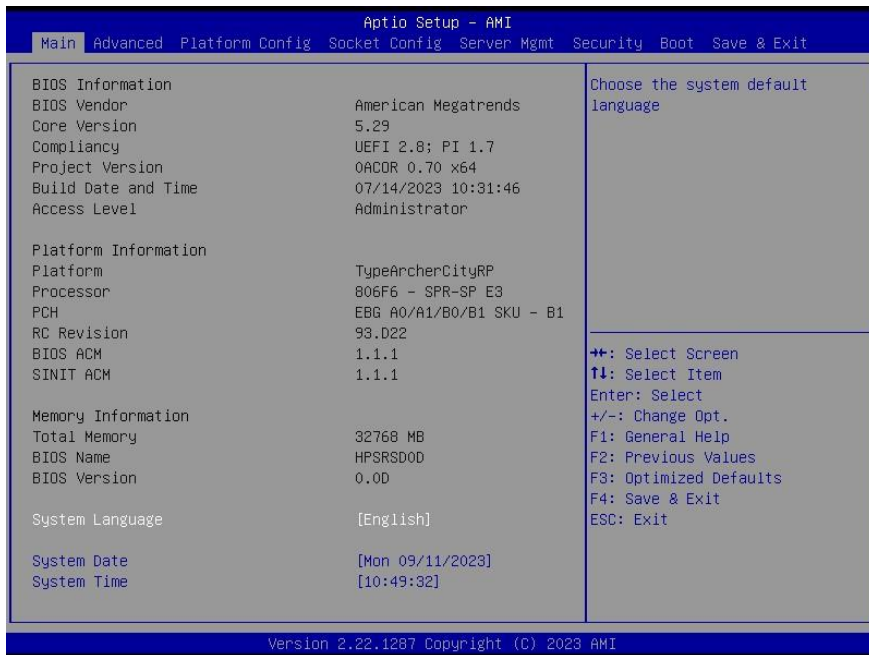 Aptio Setup - AMI
Main Advanced Platform Config Socket Config Server Mgmt Security Boot Save & Exit
BIOS Information
BIOS Vendor American Megatrends
Core Version 5.29
Compliancy UEFI 2.8; PI 1.7
Project Version OACOR 0.70 x64
Build Date and Time 07/14/2023 10:31:46
Access Level Administrator
Platform Information
Platform TypeArcherCityRP
Processor 806F6 - SPR-SP E3
PCH EBG A0/A1/B0/B1 SKU - B1
RC Revision 93.D22
BIOS ACM 1.1.1
SINIT ACM 1.1.1
Memory Information
Total Memory 32768 MB
BIOS Name HPSRSD0D
BIOS Version 0.0D
System Language [English]
System Date [Mon 09/11/2023]
System Time [10:49:32]
Choose the system default
language
→←: Select Screen
↑↓: Select Item
Enter: Select
+/-: Change Opt.
F1: General Help
F2: Previous Values
F3: Optimized Defaults
F4: Save & Exit
ESC: Exit
Version 2.22.1287 Copyright (C) 2023 AMI